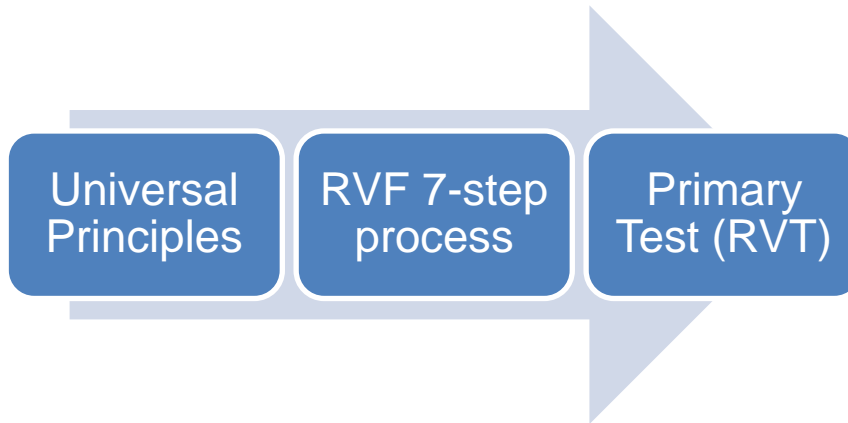 Universal
Principles
RVF 7-step
process
Primary
Test (RVT)